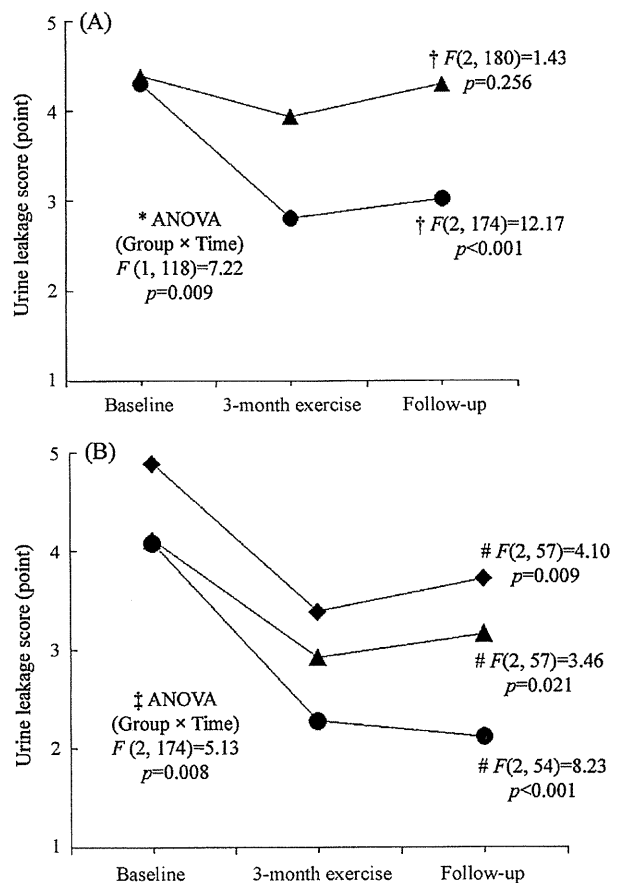 (A)
Urine leakage score (point)
5
4
3
2
1
† F(2, 180)=1.43
p=0.256
† F(2, 174)=12.17
p<0.001
* ANOVA
(Group × Time)
F (1, 118)=7.22
p=0.009
Baseline 3-month exercise Follow-up
(B)
Urine leakage score (point)
5
4
3
2
1
# F(2, 57)=4.10
p=0.009
# F(2, 57)=3.46
p=0.021
‡ ANOVA
(Group × Time)
F (2, 174)=5.13
p=0.008
# F(2, 54)=8.23
p<0.001
Baseline 3-month exercise Follow-up